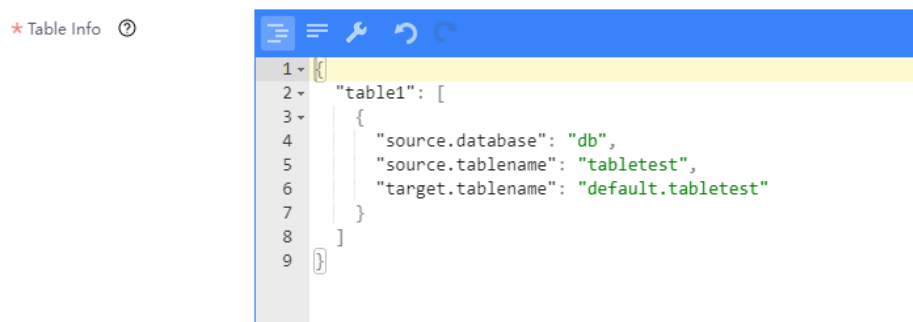 * Table Info ?
1 {
2 "table1": [
3 {
4 "source.database": "db",
5 "source.tablename": "tabletest",
6 "target.tablename": "default.tabletest"
7 }
8 ]
9 }